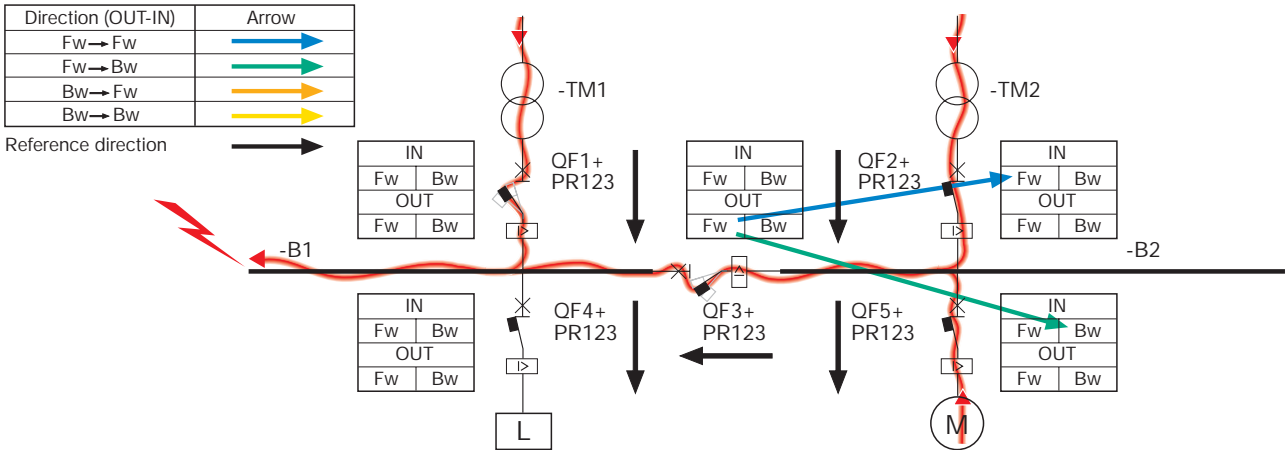 Direction (OUT-IN) Arrow
Fw→Fw
Fw→Bw
Bw→Fw
Bw→Bw
Reference direction
-TM1
-TM2
IN
Fw Bw
OUT
Fw Bw
QF1+
PR123
IN
Fw Bw
OUT
Fw Bw
QF2+
PR123
IN
Fw Bw
OUT
Fw Bw
-B1
-B2
IN
Fw Bw
OUT
Fw Bw
QF4+
PR123
QF3+
PR123
QF5+
PR123
IN
Fw Bw
OUT
Fw Bw
I>
I>
I>
I>
I>
L
M